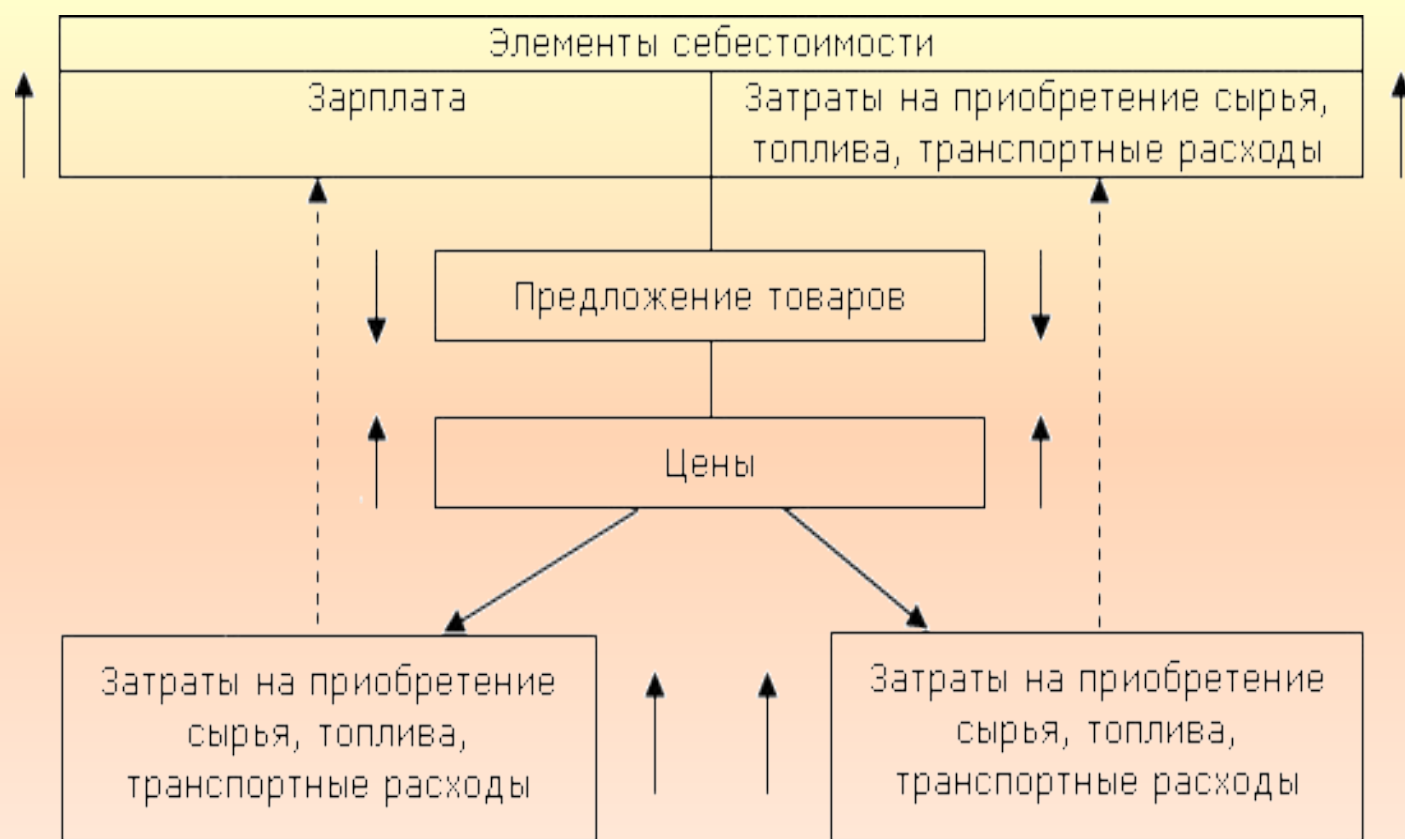 Элементы себестоимости
Зарплата
Затраты на приобретение сырья,
топлива, транспортные расходы
Предложение товаров
Цены
Затраты на приобретение
сырья, топлива,
транспортные расходы
Затраты на приобретение
сырья, топлива,
транспортные расходы